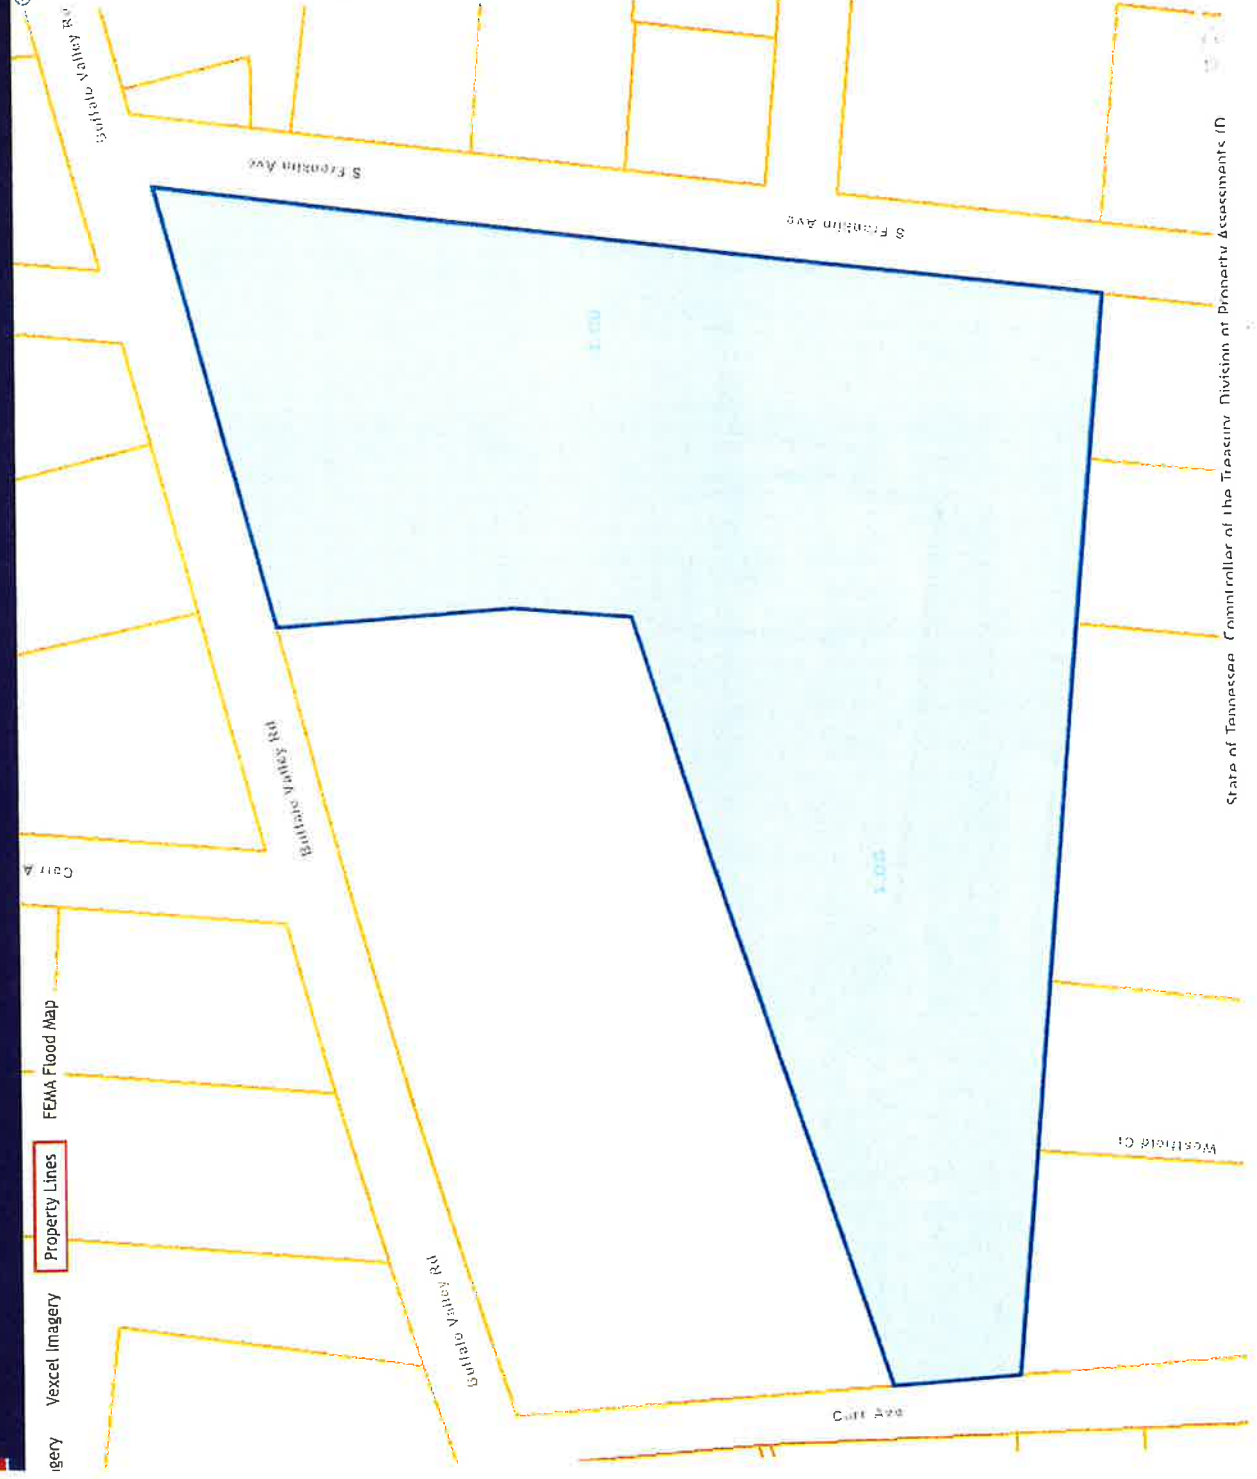 Vexcel Imagery
Property Lines
FEMA Flood Map
Buffalo Valley Rd
S Franklin Ave
S Franklin Ave
Buffalo Valley Rd
Carr A
Buffalo Valley Rd
Carr Ave
Westfield Ct
State of Tennessee, Comptroller of the Treasury, Division of Property Assessments (D